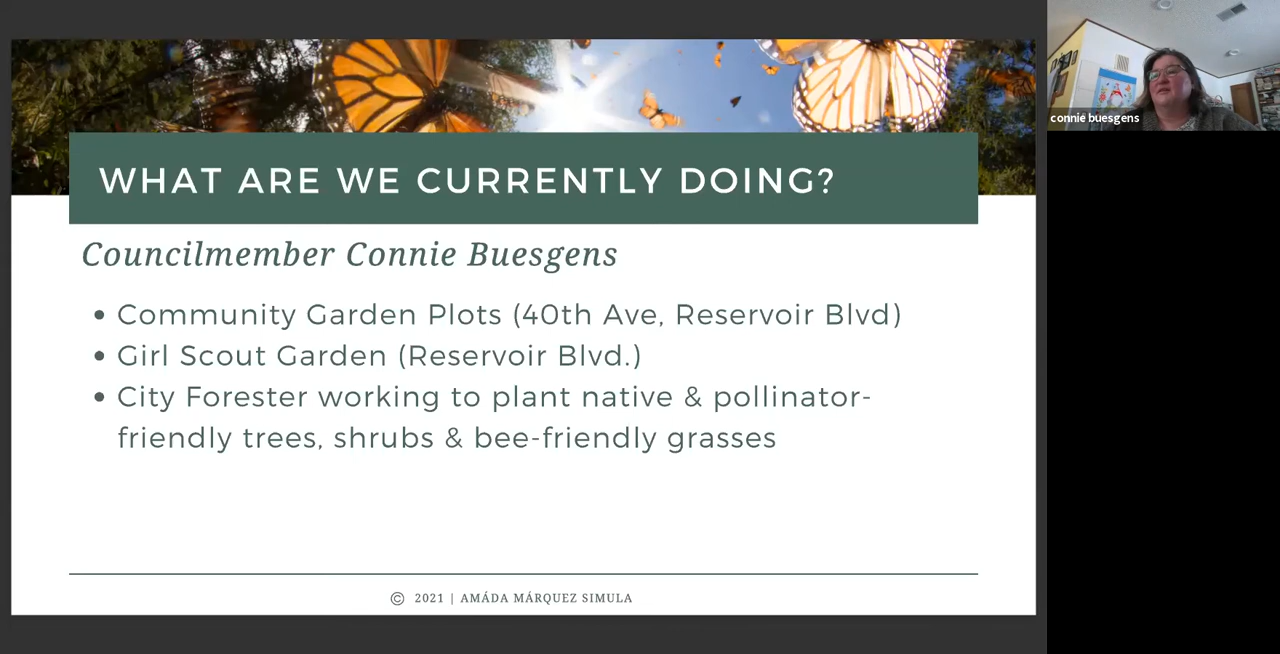 WHAT ARE WE CURRENTLY DOING?
Councilmember Connie Buesgens
• Community Garden Plots (40th Ave, Reservoir Blvd)
• Girl Scout Garden (Reservoir Blvd.)
• City Forester working to plant native & pollinator-
friendly trees, shrubs & bee-friendly grasses
© 2021 | AMÁDA MÁRQUEZ SIMULA
connie buesgens